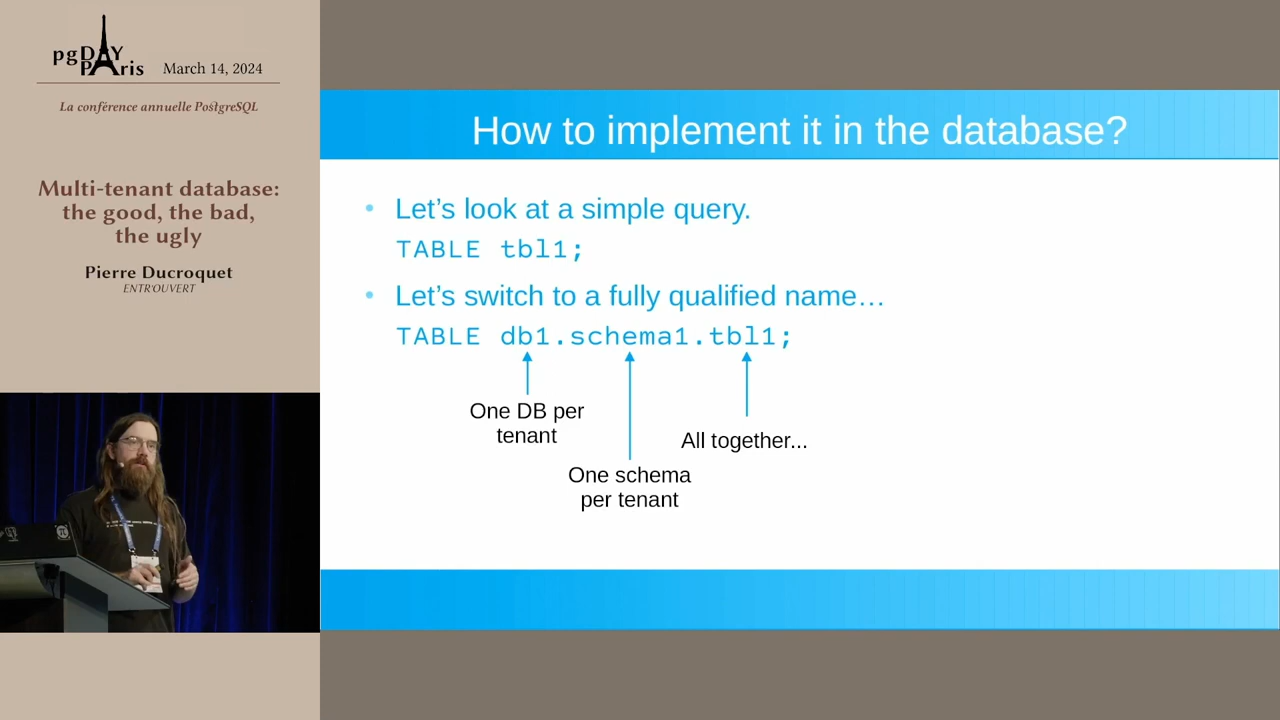 pgDAY
PAris
March 14, 2024
La conférence annuelle PostgreSQL
Multi-tenant database:
the good, the bad,
the ugly
Pierre Ducroquet
ENTR'OUVERT
How to implement it in the database?
• Let’s look at a simple query.
TABLE tbl1;
• Let’s switch to a fully qualified name…
TABLE db1.schema1.tbl1;
One DB per
tenant
All together...
One schema
per tenant